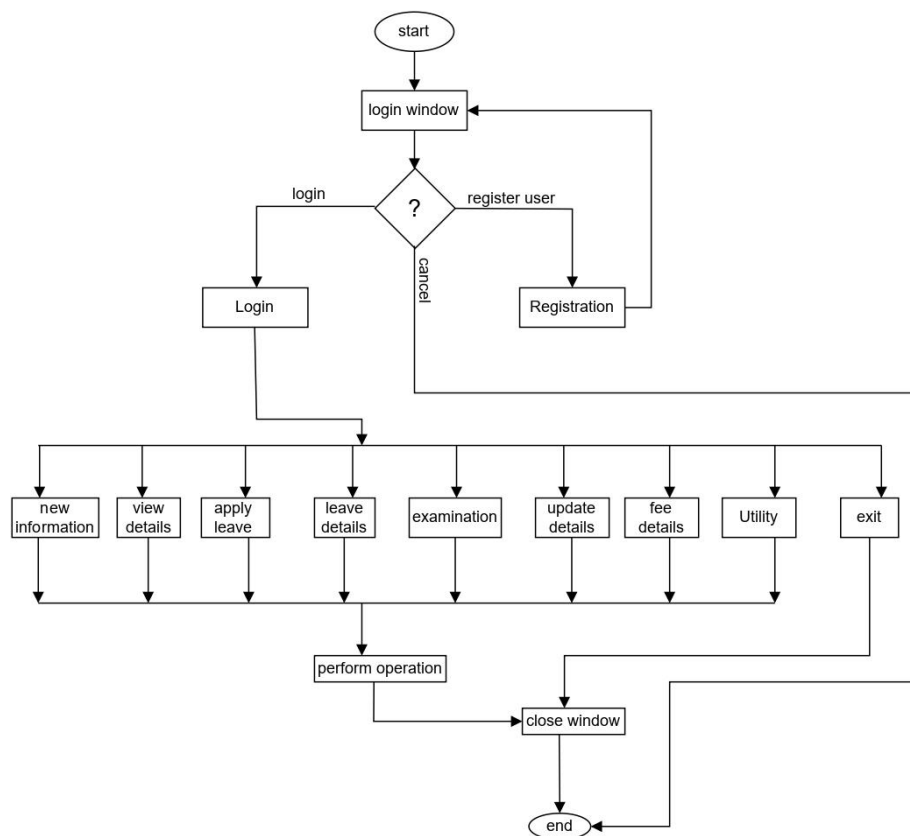 start
login window
login
?
register user
cancel
Login
Registration
new
information
view
details
apply
leave
leave
details
examination
update
details
fee
details
Utility
exit
perform operation
close window
end